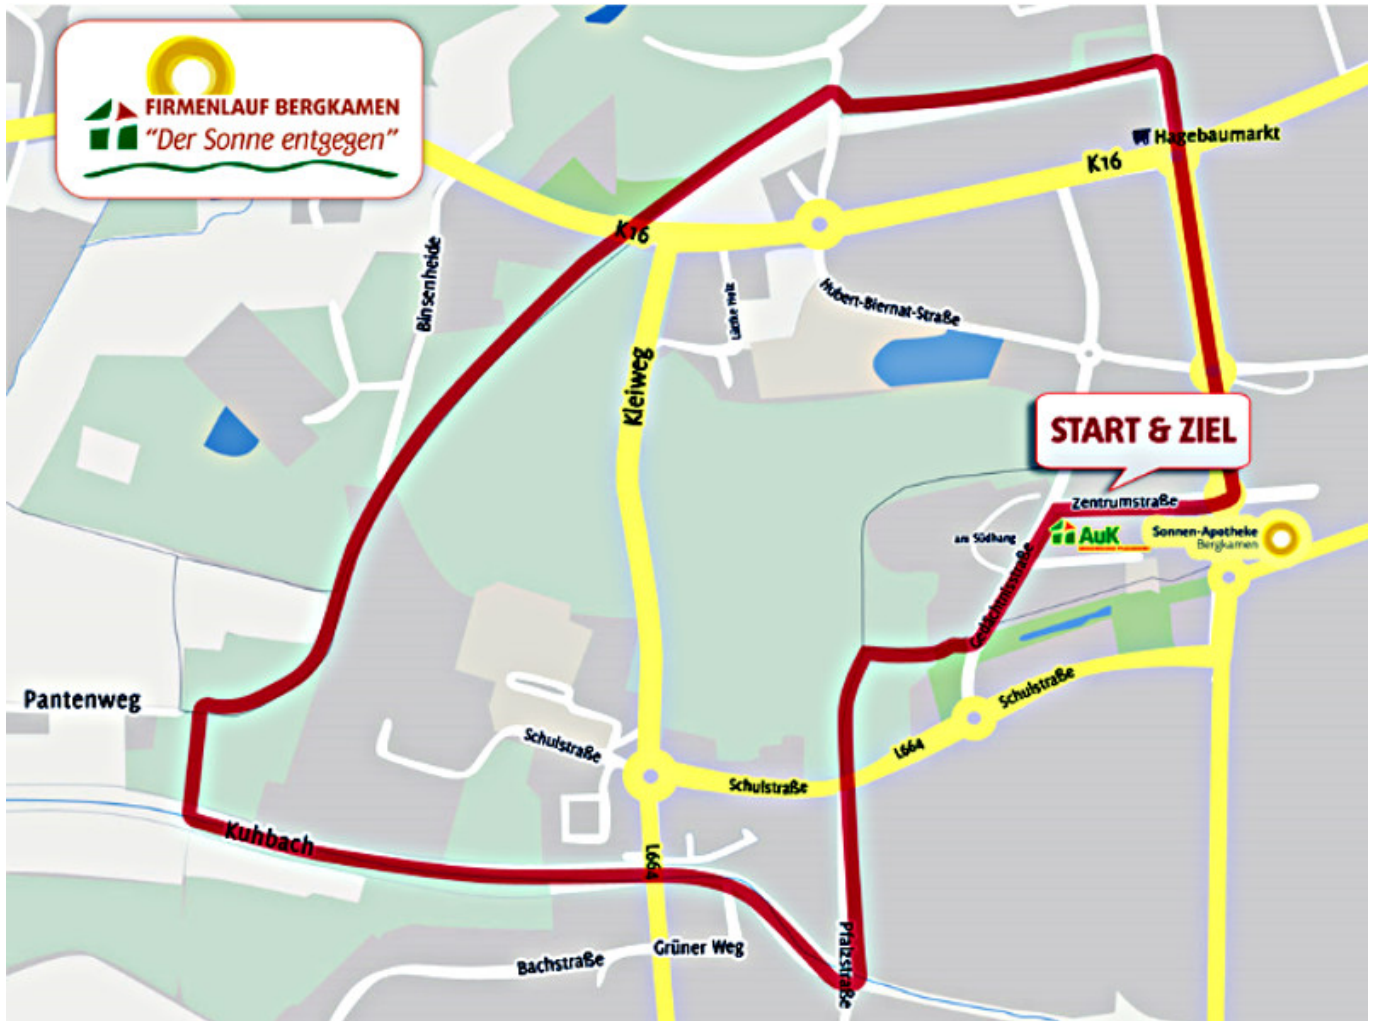 FIRMENLAUF BERGKAMEN
“Der Sonne entgegen”
Hagebaumarkt
K16
K16
Binsenheide
Hubert-Biernat-Straße
Kleiweg
START & ZIEL
Zentrumstraße
AuK
Sonnen-Apotheke
Bergkamen
am Südhang
Gedächtnisstraße
Pantenweg
Schulstraße
Schulstraße
L664
Schulstraße
Kuhbach
L664
Pfalzstraße
Grüner Weg
Bachstraße